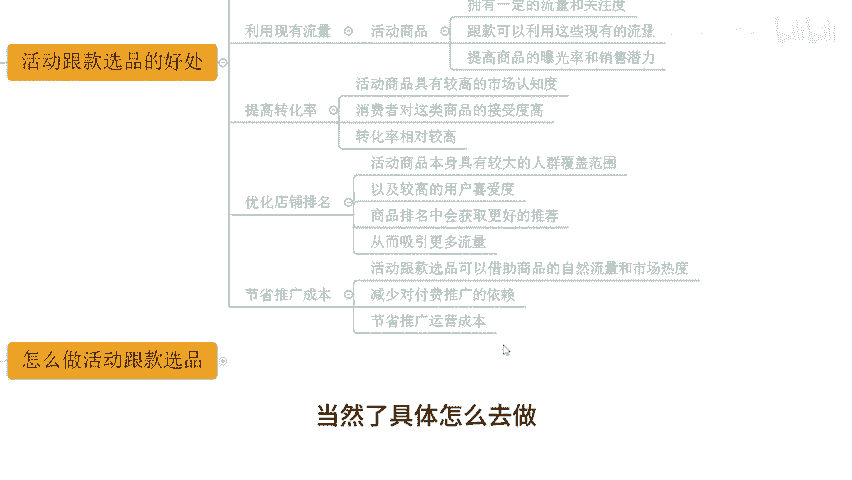 拥有一定的流量和关注度
利用现有流量
活动商品
跟款可以利用这些现有的流量
bilibili
活动跟款选品的好处
提高商品的曝光率和销售潜力
活动商品具有较高的市场认知度
提高转化率
消费者对这类商品的接受度高
转化率相对较高
活动商品本身具有较大的人群覆盖范围
以及较高的用户喜爱度
优化店铺排名
商品排名中会获取更好的推荐
从而吸引更多流量
活动跟款选品可以借助商品的自然流量和市场热度
节省推广成本
减少对付费推广的依赖
节省推广运营成本
怎么做活动跟款选品
当然了具体怎么去做